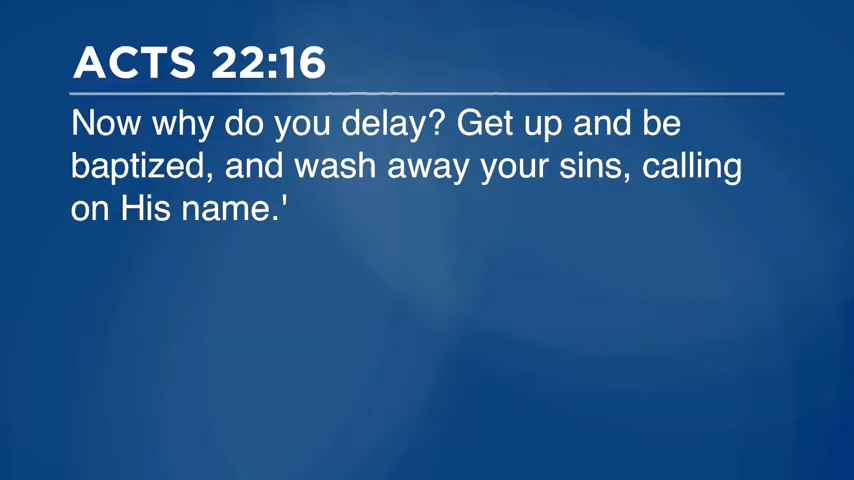 ACTS 22:16
Now why do you delay? Get up and be
baptized, and wash away your sins, calling
on His name.'